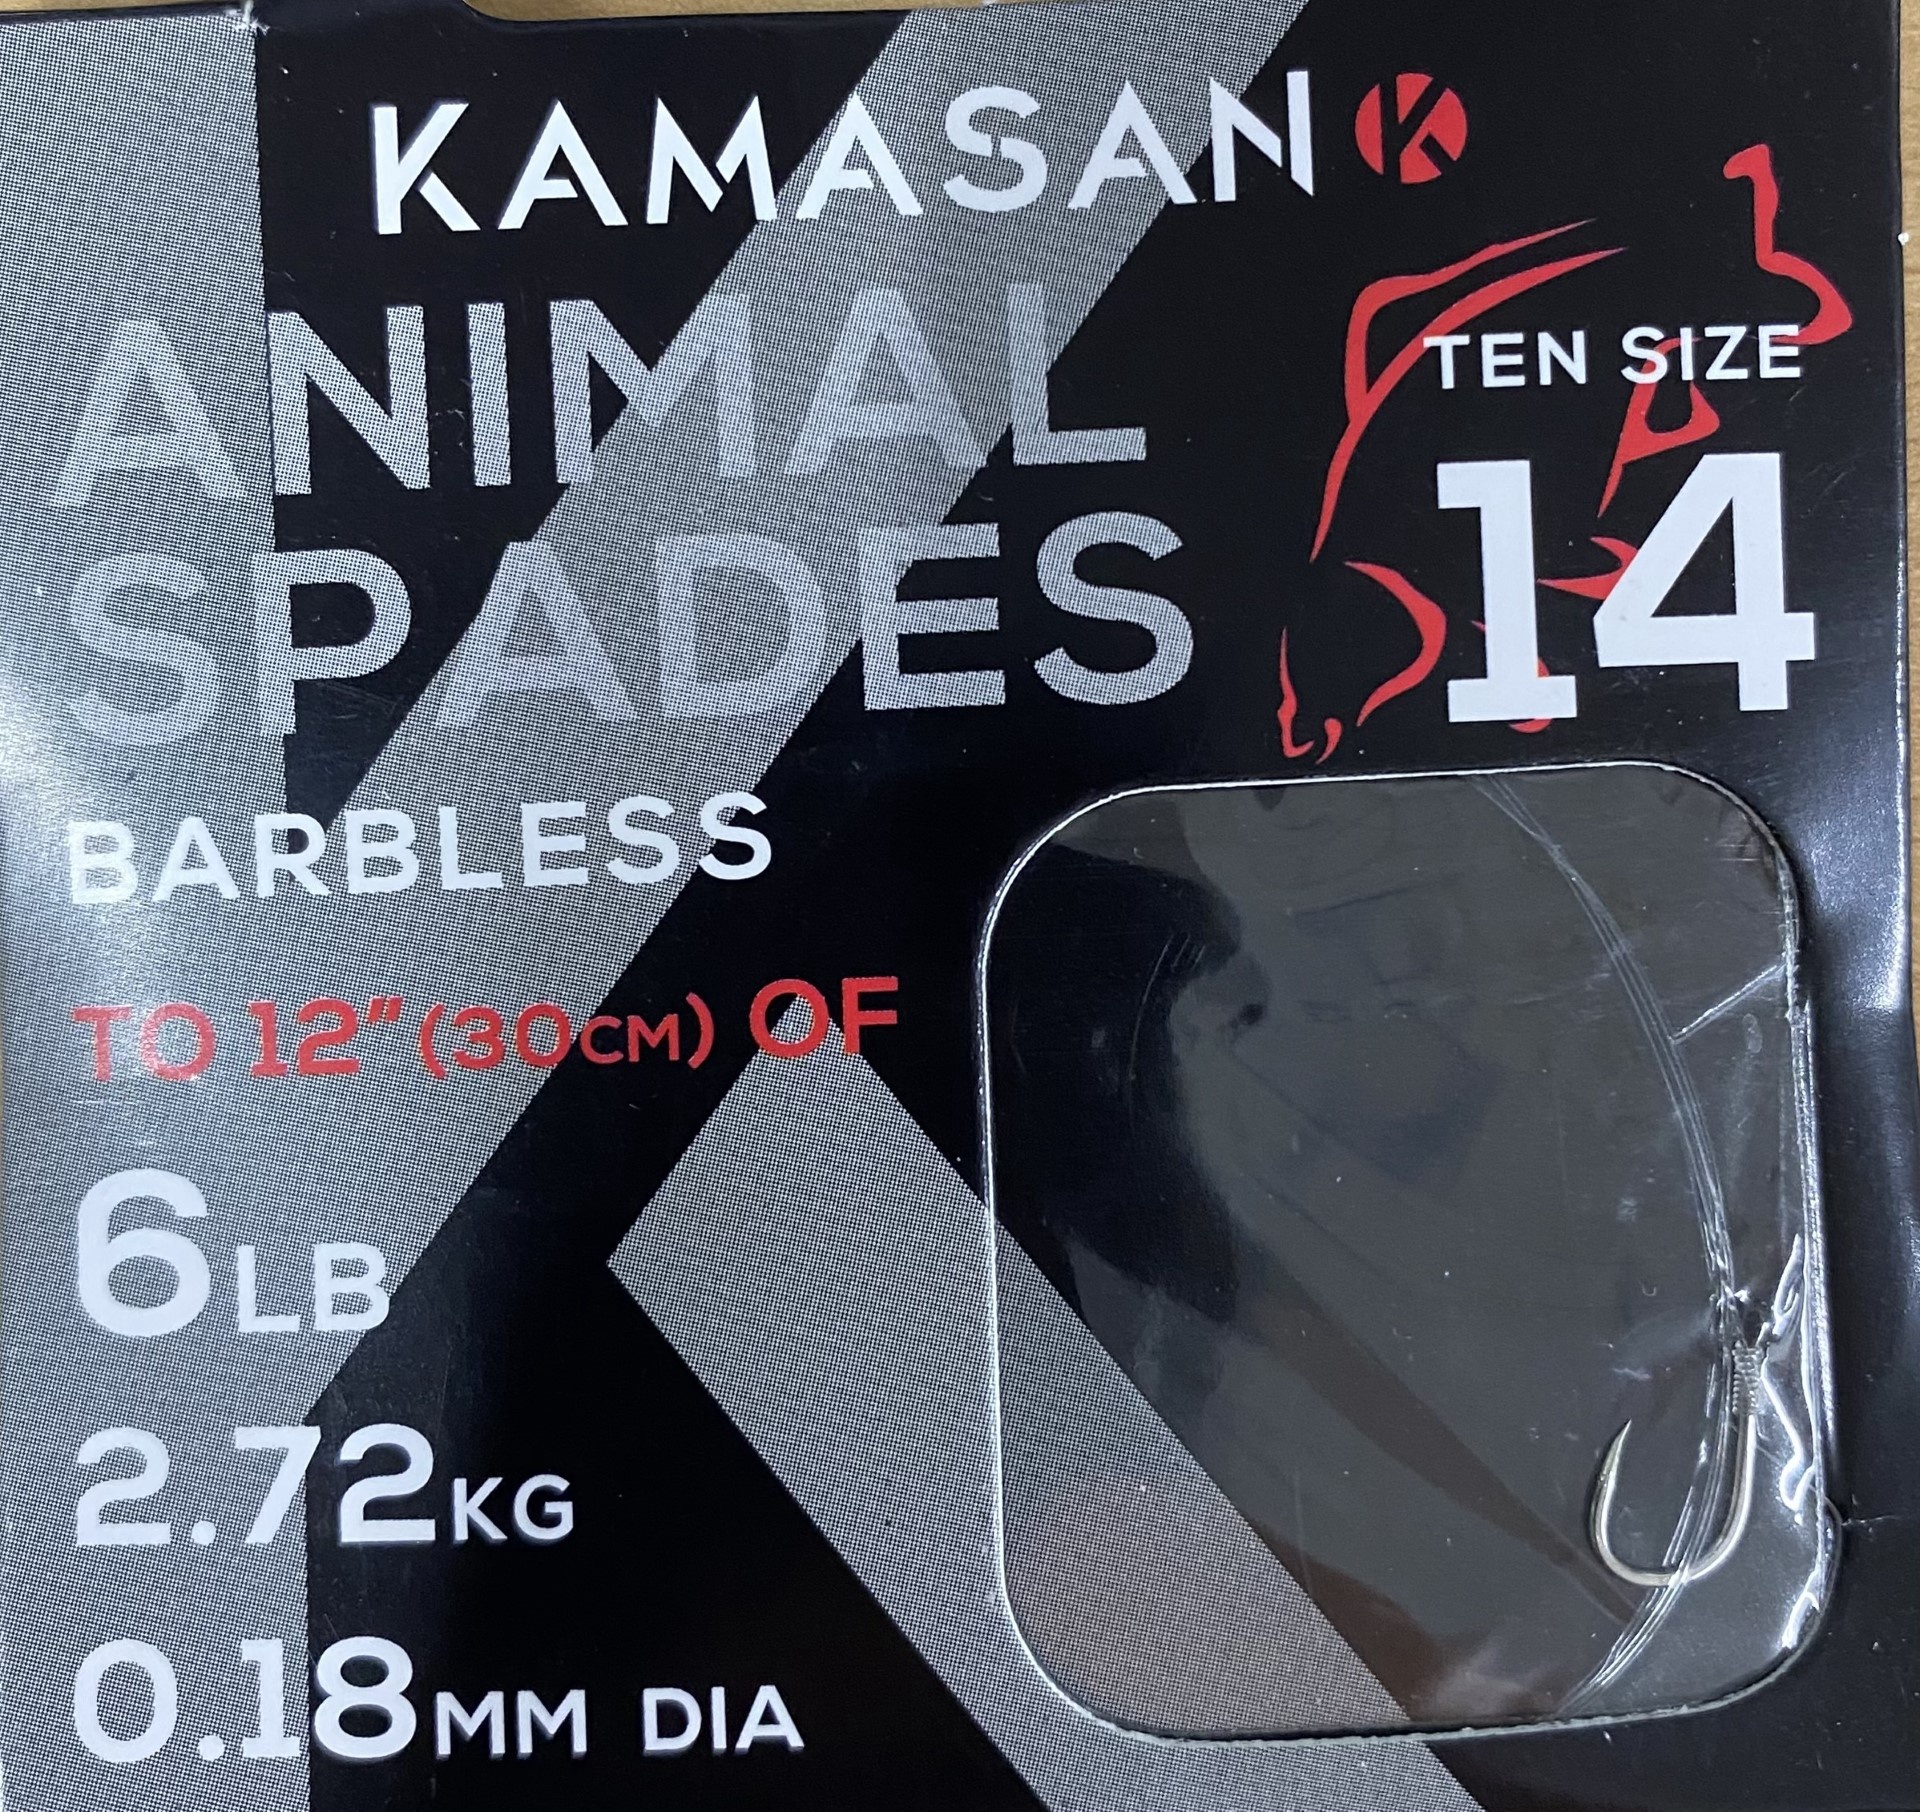 KAMASAN K
ANIMAL
SPADES
TEN SIZE
14
BARBLESS
TO 12" (30CM) OF
6LB
2.72KG
0.18MM DIA